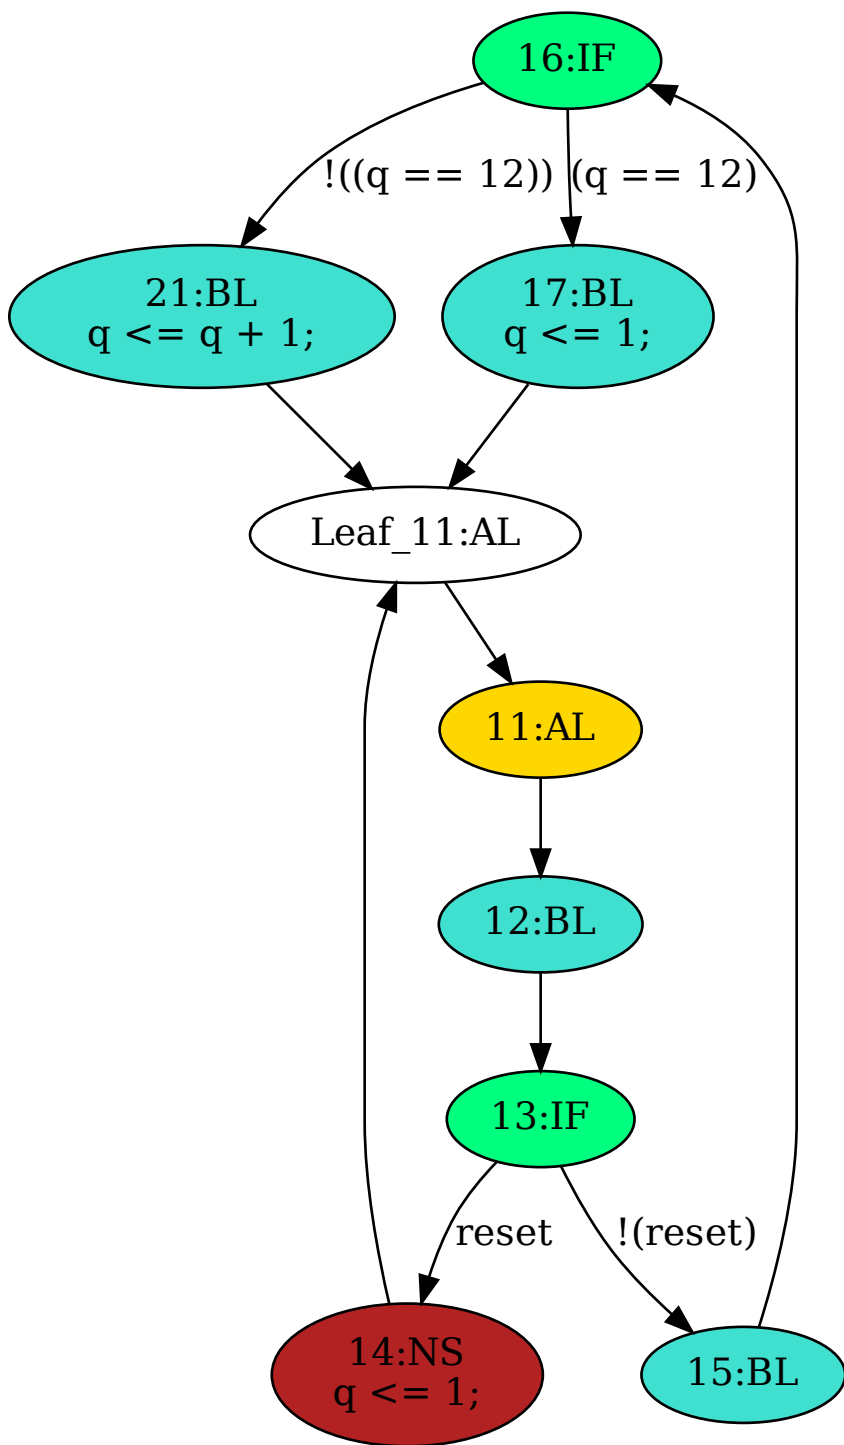 16:IF
!((q == 12))
(q == 12)
21:BL
q <= q + 1;
17:BL
q <= 1;
Leaf_11:AL
11:AL
12:BL
13:IF
reset
!(reset)
14:NS
q <= 1;
15:BL